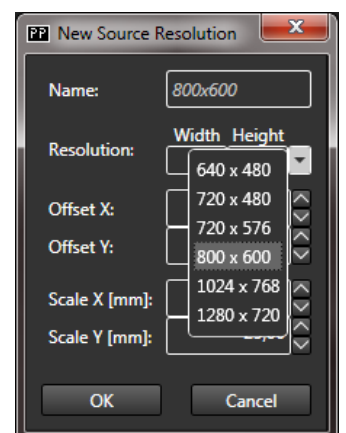 PP New Source Resolution
Name: 800x600
Width Height
Resolution:
640 x 480
720 x 480
720 x 576
800 x 600
1024 x 768
1280 x 720
Offset X:
Offset Y:
Scale X [mm]:
Scale Y [mm]:
OK Cancel